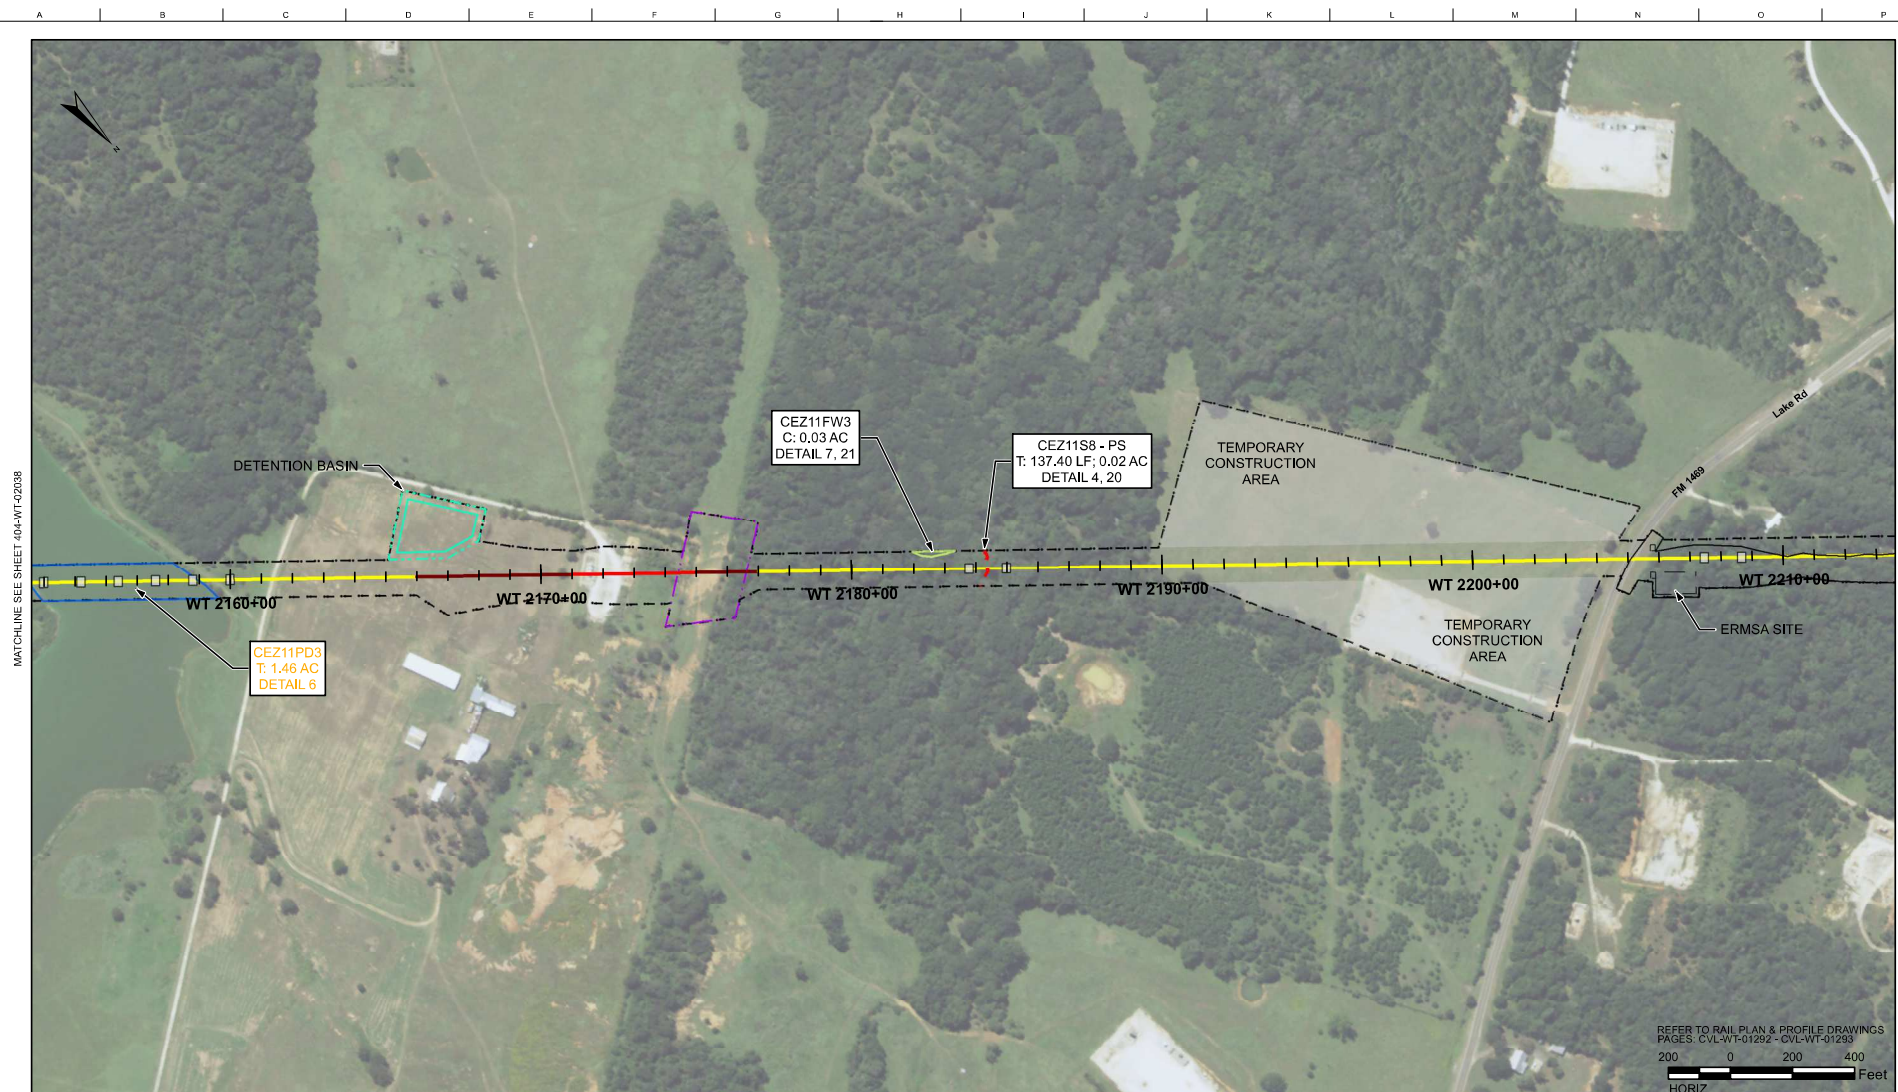 A B C D E F G H I J K L M N O P
N
MATCHLINE SEE SHEET 404-WT-02038
Lake Rd
FM 1469
DETENTION BASIN
CEZ11FW3
C: 0.03 AC
DETAIL 7, 21
CEZ11S8 - PS
T: 137.40 LF; 0.02 AC
DETAIL 4, 20
TEMPORARY
CONSTRUCTION
AREA
WT 2160+00
WT 2170+00
WT 2180+00
WT 2190+00
WT 2200+00
WT 2210+00
CEZ11PD3
T: 1.46 AC
DETAIL 6
TEMPORARY
CONSTRUCTION
AREA
ERMSA SITE
REFER TO RAIL PLAN & PROFILE DRAWINGS
PAGES: CVL-WT-01292 - CVL-WT-01293
200 0 200 400
Feet
HORIZ